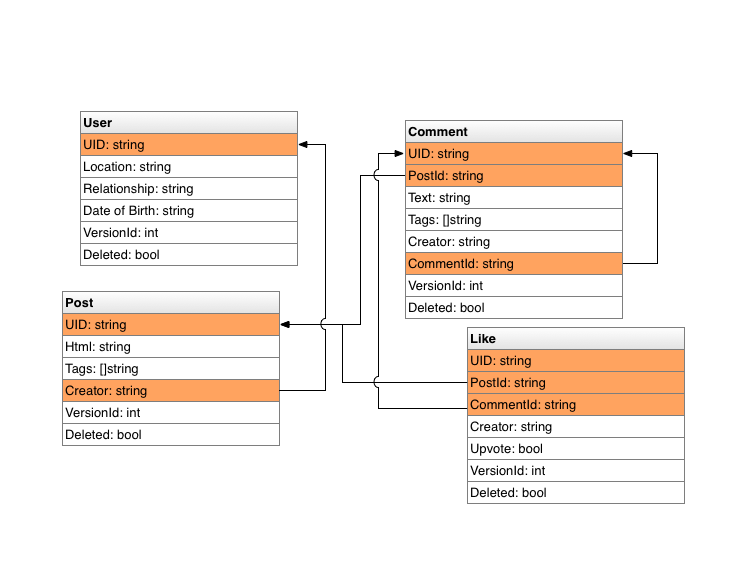 User
UID: string
Location: string
Relationship: string
Date of Birth: string
VersionId: int
Deleted: bool
Comment
UID: string
PostId: string
Text: string
Tags: []string
Creator: string
CommentId: string
VersionId: int
Deleted: bool
Post
UID: string
Html: string
Tags: []string
Creator: string
VersionId: int
Deleted: bool
Like
UID: string
PostId: string
CommentId: string
Creator: string
Upvote: bool
VersionId: int
Deleted: bool